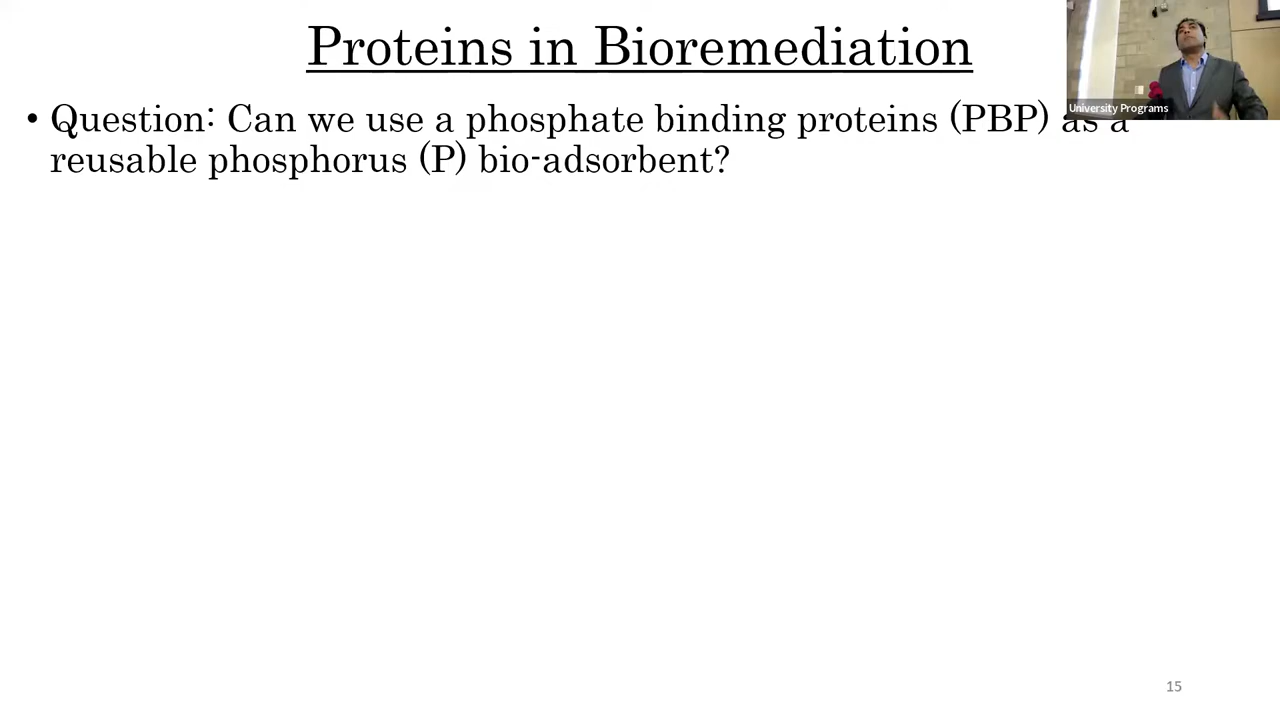 Proteins in Bioremediation
University Programs
• Question: Can we use a phosphate binding proteins (PBP) as a
reusable phosphorus (P) bio-adsorbent?
15